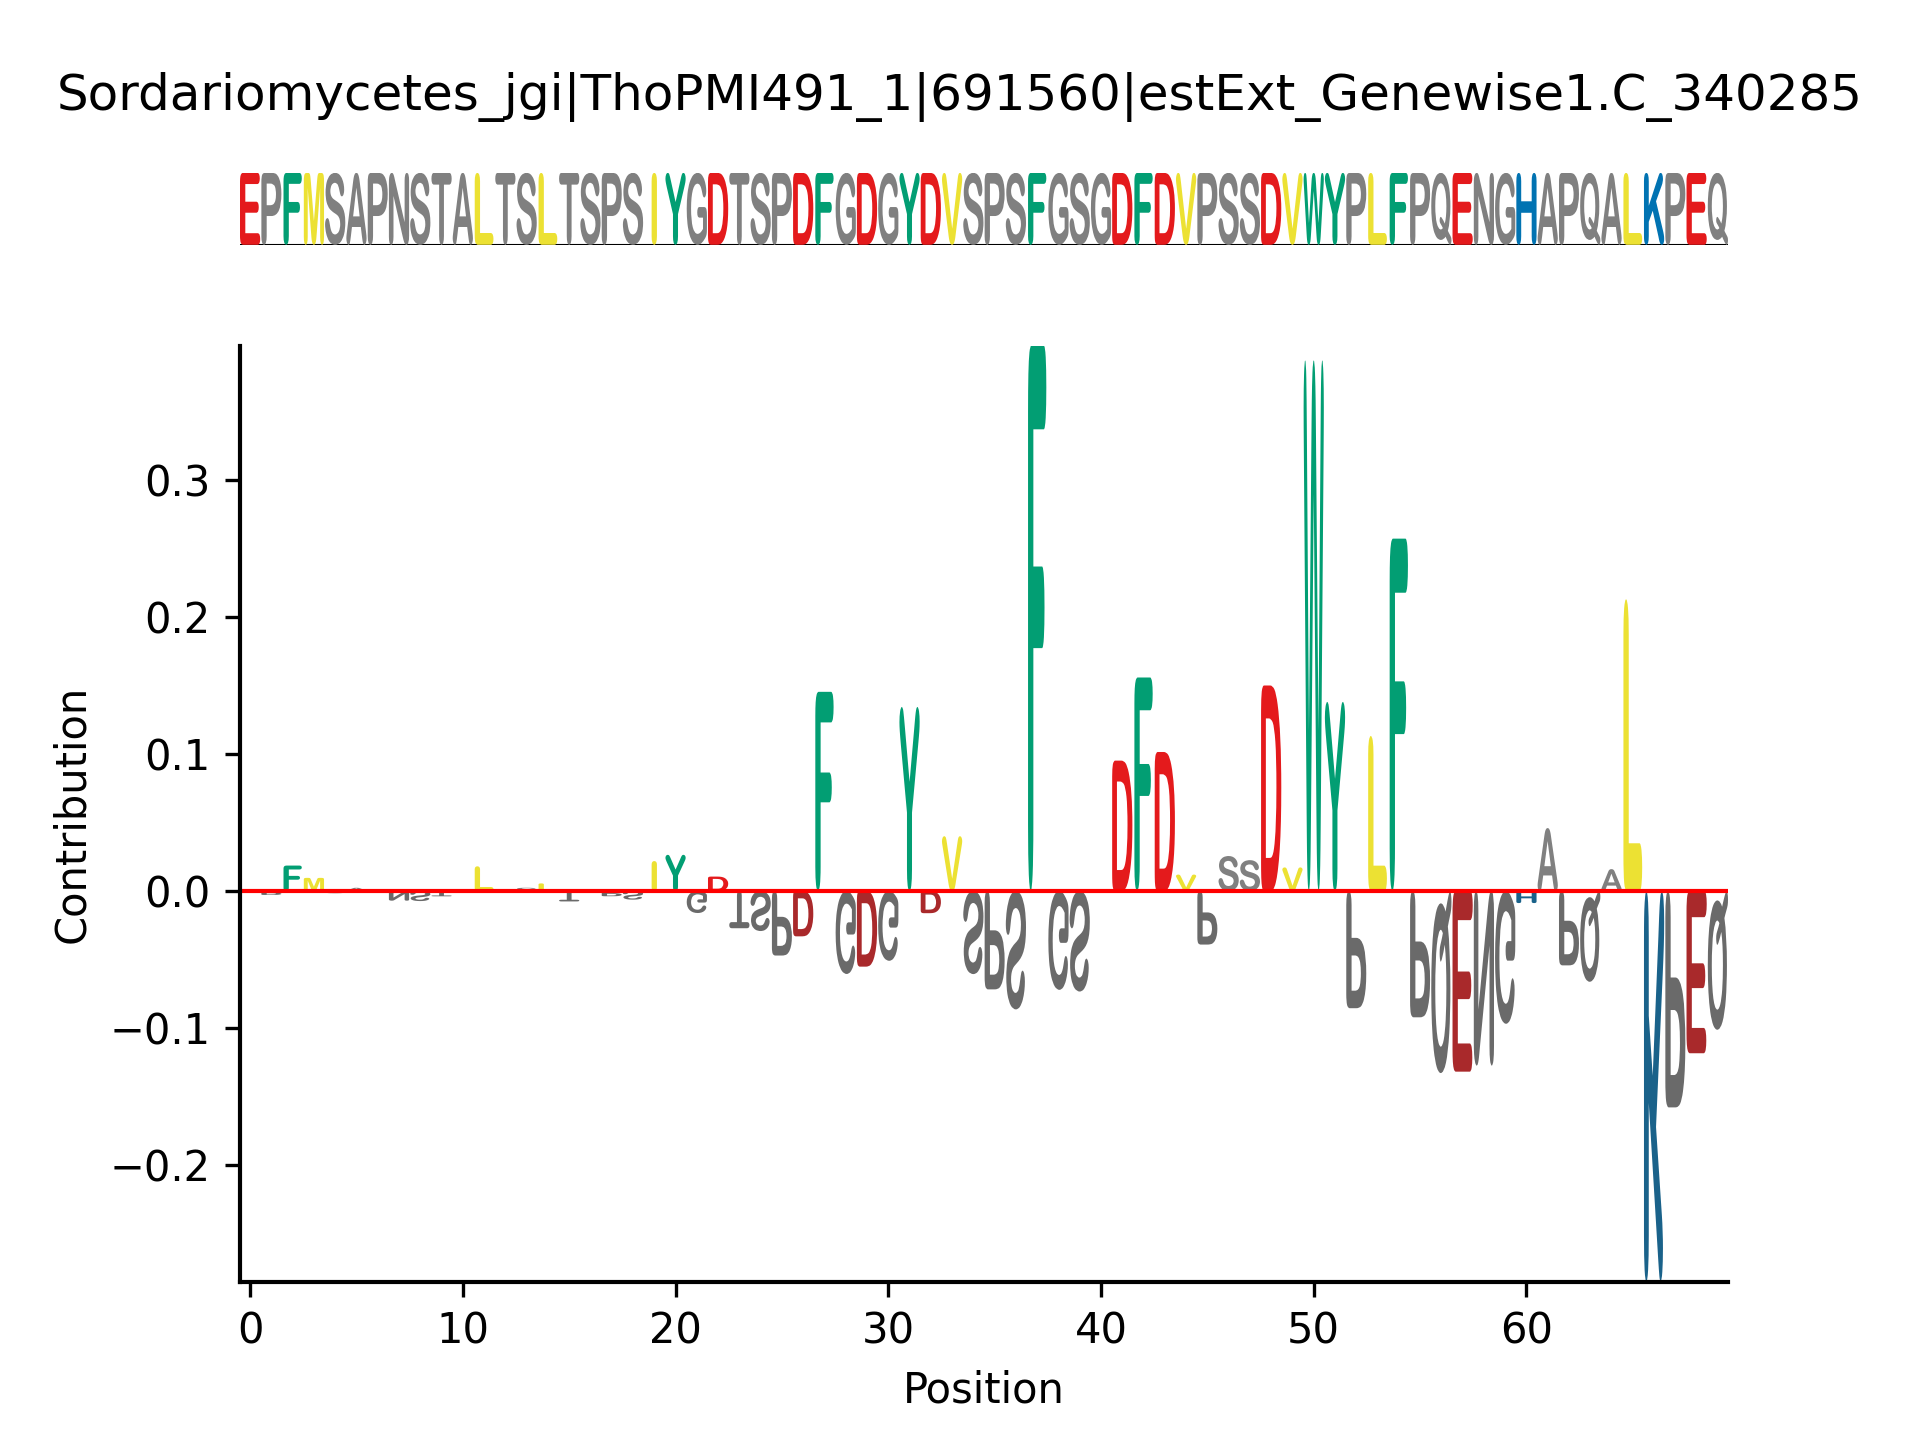 Sordariomycetes_jgi|ThoPMI491_1|691560|estExt_Genewise1.C_340285
EPFMSAPNSTALTSLTSPSIYGDTSPDFGDGYDVSPSFGSGDFDVPSSDVWYPLFPQENGHAPQALKPEQ
Contribution
0.3
0.2
0.1
0.0
−0.1
−0.2
F M L I Y D F Y V F D F D V S S D V W Y L F A A L
N S T T P S G T S P D G D G D S P S G S P P P Q E N G H P Q K P E Q
0 10 20 30 40 50 60
Position